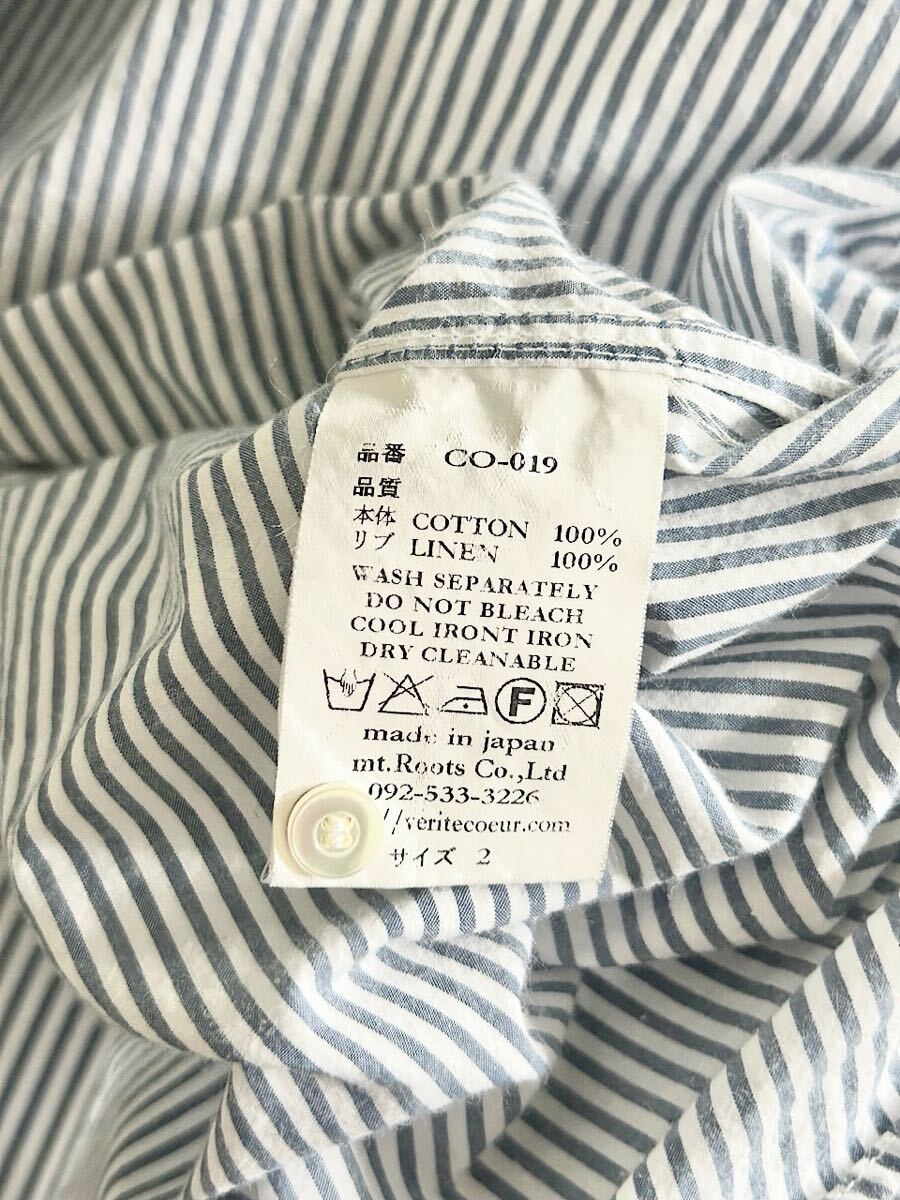 品番 CO-019
品質
本体 COTTON 100%
リブ LINEN 100%
WASH SEPARATELY
DO NOT BLEACH
COOL IRONT IRON
DRY CLEANABLE
F
made in japan
mt.Roots Co.,Ltd
092-533-3226
//veritecoeur.com
サイズ 2